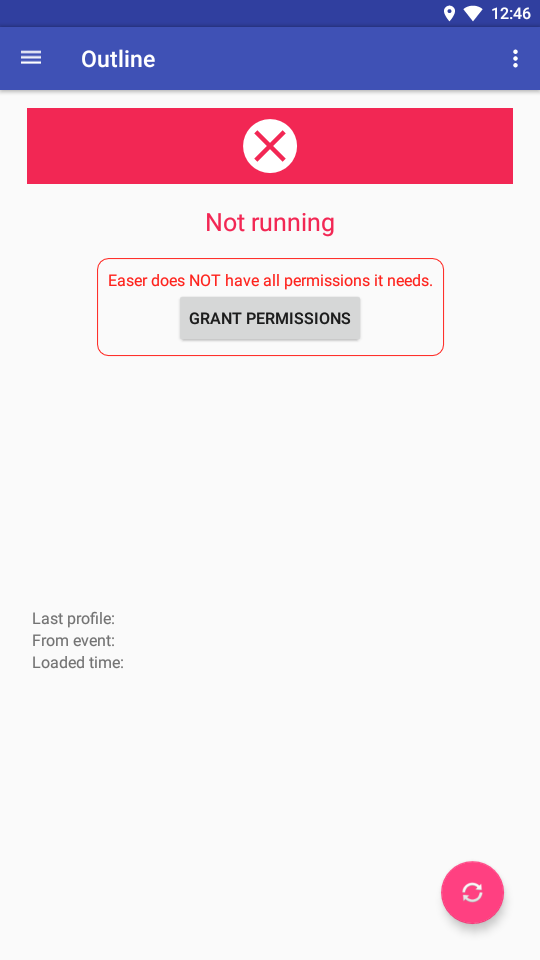 12:46
Outline
Not running
Easer does NOT have all permissions it needs.
GRANT PERMISSIONS
Last profile:
From event:
Loaded time: